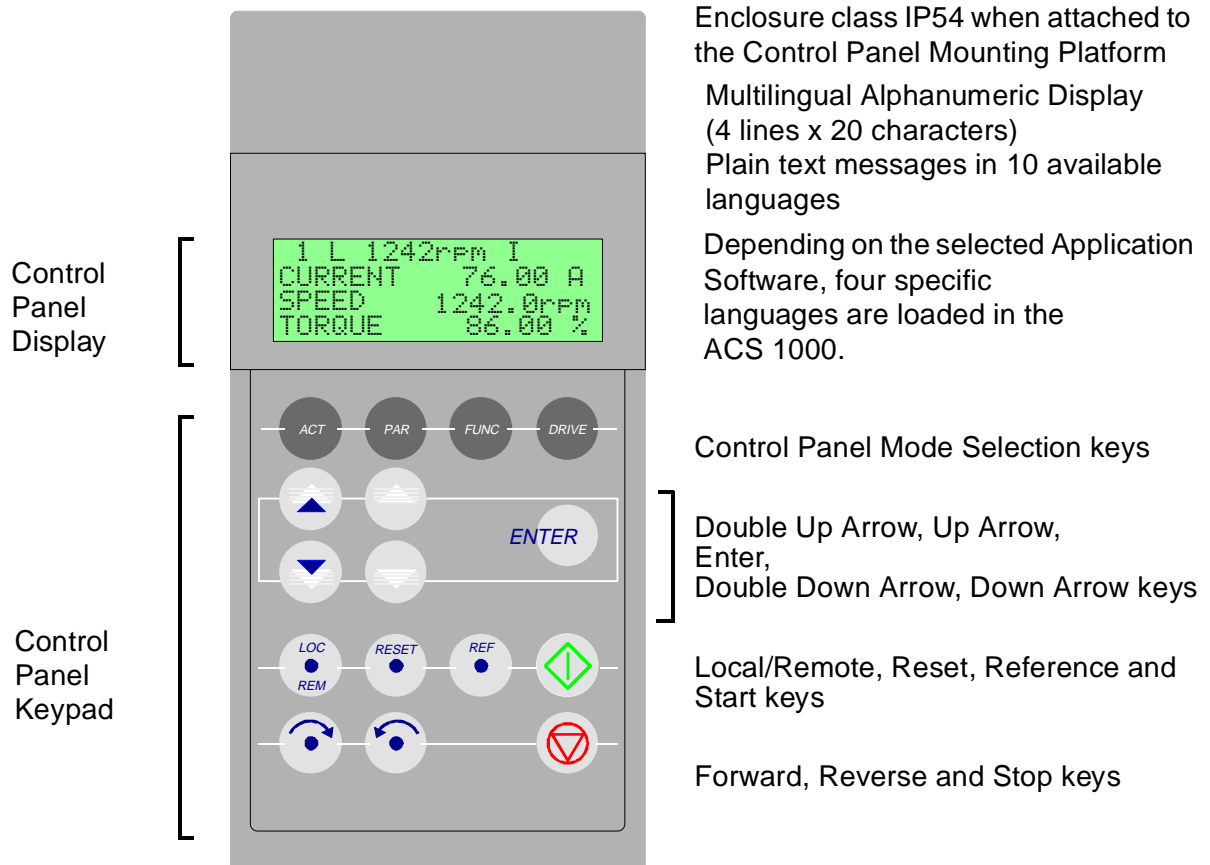 Enclosure class IP54 when attached to
the Control Panel Mounting Platform
Multilingual Alphanumeric Display
(4 lines x 20 characters)
Plain text messages in 10 available
languages
Control
Panel
Display
1 L 1242rpm I
CURRENT 76.00 A
SPEED 1242.0rpm
TORQUE 86.00 %
Depending on the selected Application
Software, four specific
languages are loaded in the
ACS 1000.
ACT PAR FUNC DRIVE
Control Panel Mode Selection keys
ENTER
Double Up Arrow, Up Arrow,
Enter,
Double Down Arrow, Down Arrow keys
Control
Panel
Keypad
LOC RESET REF
REM
Local/Remote, Reset, Reference and
Start keys
Forward, Reverse and Stop keys